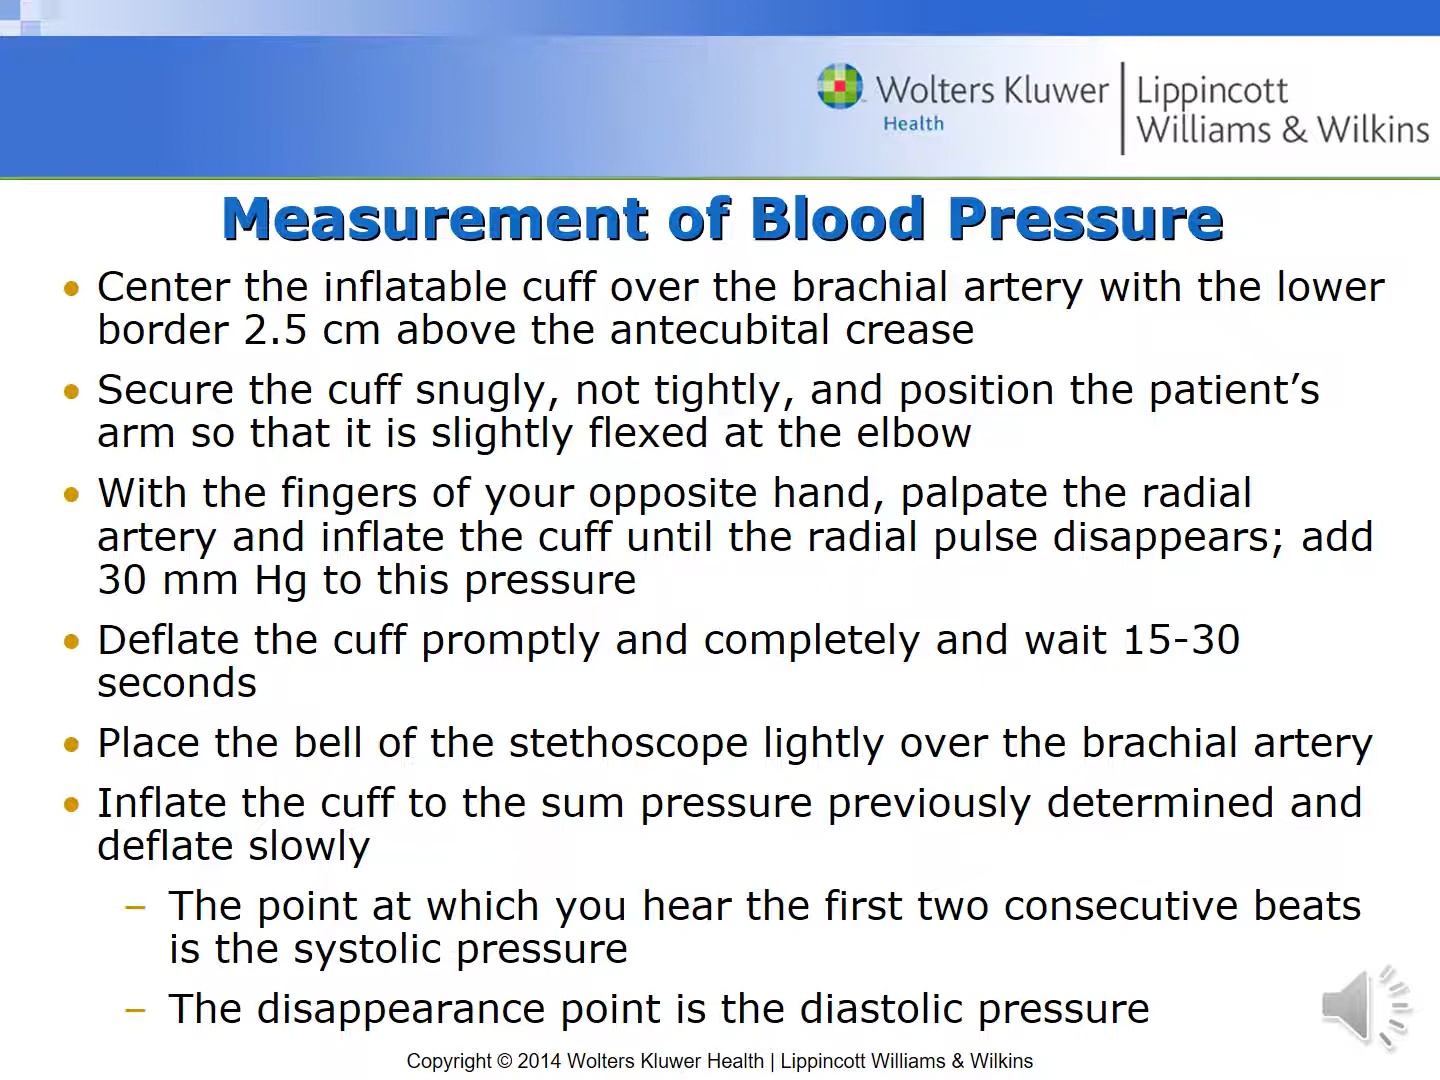 Wolters Kluwer
Health
Lippincott
Williams & Wilkins
Measurement of Blood Pressure
• Center the inflatable cuff over the brachial artery with the lower
border 2.5 cm above the antecubital crease
• Secure the cuff snugly, not tightly, and position the patient’s
arm so that it is slightly flexed at the elbow
• With the fingers of your opposite hand, palpate the radial
artery and inflate the cuff until the radial pulse disappears; add
30 mm Hg to this pressure
• Deflate the cuff promptly and completely and wait 15-30
seconds
• Place the bell of the stethoscope lightly over the brachial artery
• Inflate the cuff to the sum pressure previously determined and
deflate slowly
– The point at which you hear the first two consecutive beats
is the systolic pressure
– The disappearance point is the diastolic pressure
Copyright © 2014 Wolters Kluwer Health | Lippincott Williams & Wilkins